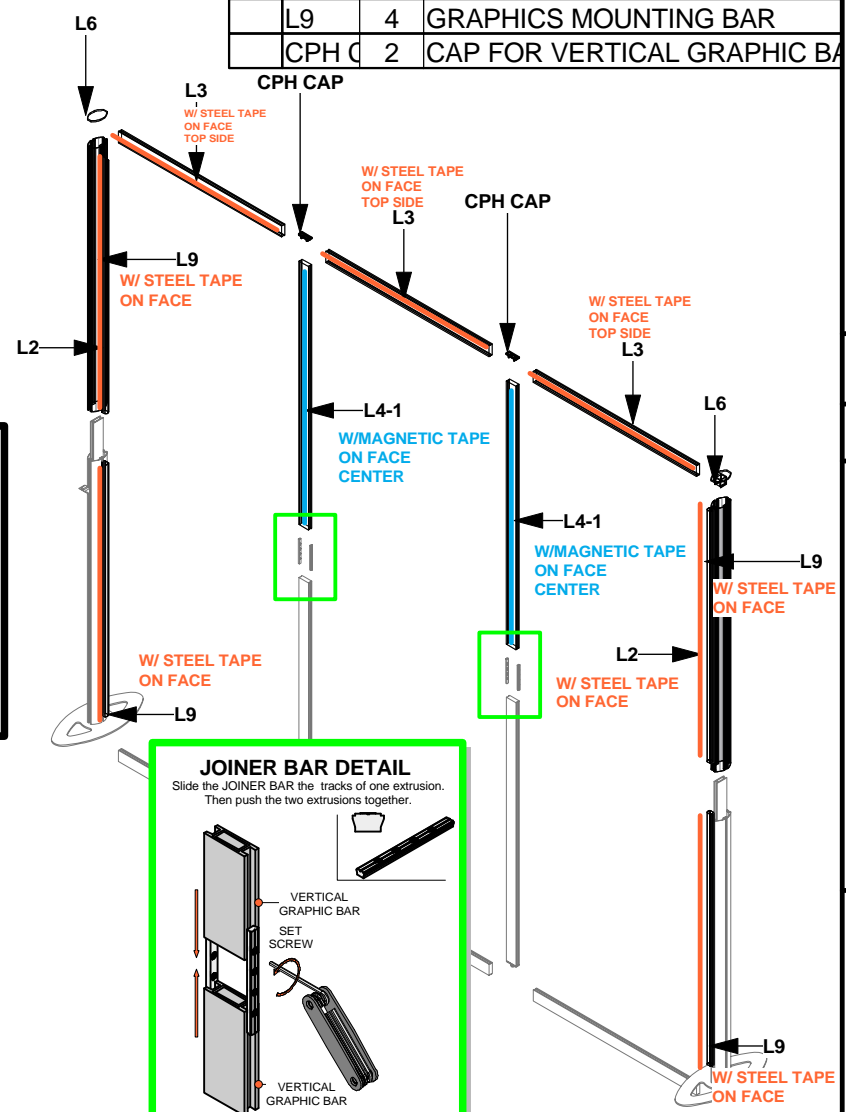 L9 4 GRAPHICS MOUNTING BAR
2 CAP FOR VERTICAL GRAPHIC
L6
CPH CAP
L3
W/ STEEL TAPE
ON FACE
TOP SIDE
W/ STEEL TAPE
ON FACE
TOP SIDE
L3
CPH CAP
L9
W/ STEEL TAPE
ON FACE
W/ STEEL TAPE
ON FACE
TOP SIDE
L3
L2
L4-1
W/MAGNETIC TAPE
ON FACE
CENTER
L6
L4-1
W/MAGNETIC TAPE
ON FACE
CENTER
L9
W/ STEEL TAPE
ON FACE
L2
W/ STEEL TAPE
ON FACE
W/ STEEL TAPE
ON FACE
L9
JOINER BAR DETAIL
Slide the JOINER BAR the tracks of one extrusion.
Then push the two extrusions together.
VERTICAL
GRAPHIC BAR
SET
SCREW
VERTICAL
GRAPHIC BAR
L9
W/ STEEL TAPE
ON FACE